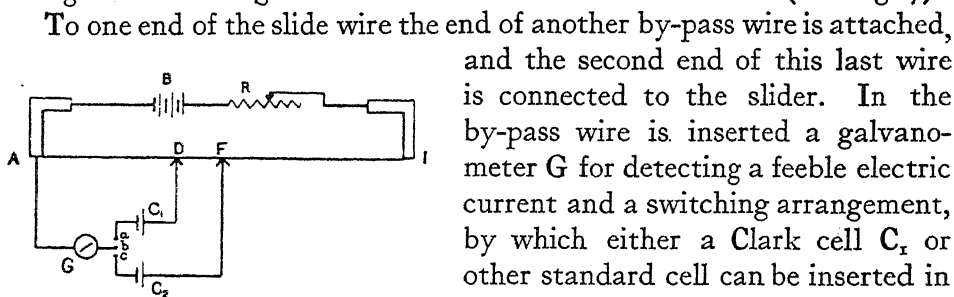 To one end of the slide wire the end of another by-pass wire is attached,
and the second end of this last wire
is connected to the slider. In the
by-pass wire is inserted a galvano-
meter G for detecting a feeble electric
current and a switching arrangement,
by which either a Clark cell C₁ or
other standard cell can be inserted in
B
R
A
D
F
I
C₁
a
b
c
G
C₂